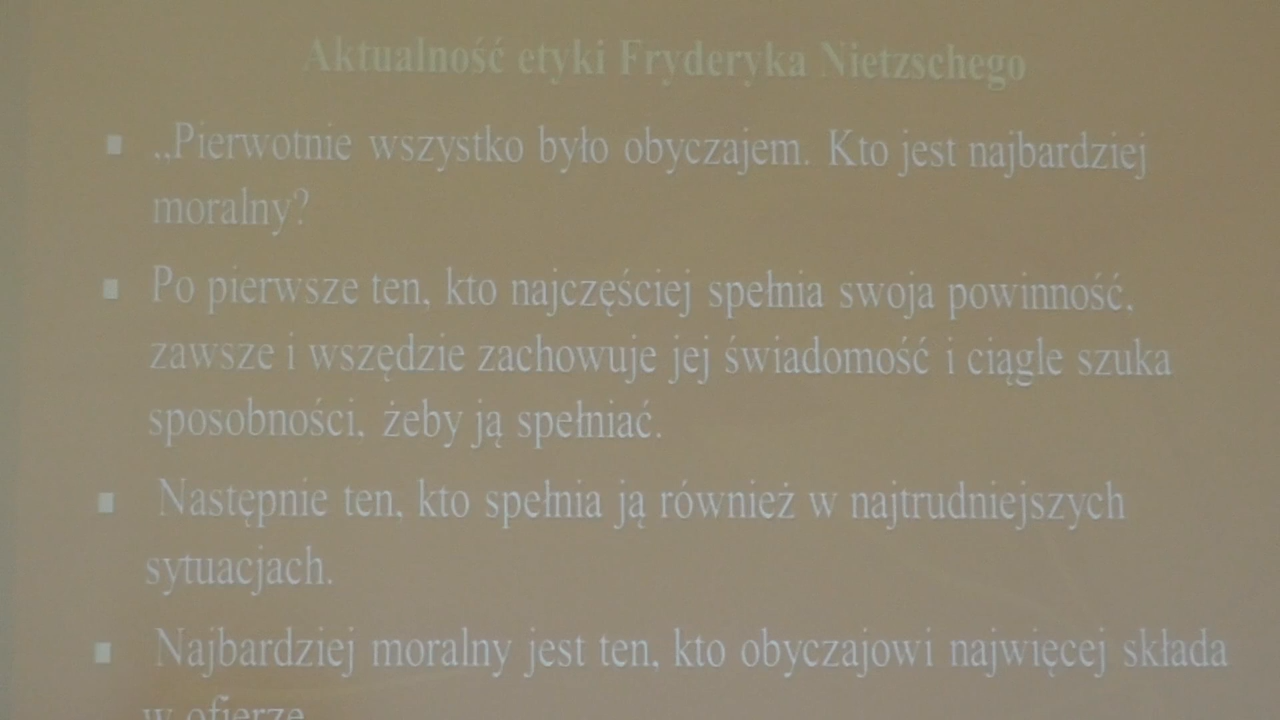 Aktualność etyki Fryderyka Nietzschego
▪ „Pierwotnie wszystko było obyczajem. Kto jest najbardziej
moralny?
▪ Po pierwsze ten, kto najczęściej spełnia swoja powinność,
zawsze i wszędzie zachowuje jej świadomość i ciągle szuka
sposobności, żeby ją spełniać.
▪ Następnie ten, kto spełnia ją również w najtrudniejszych
sytuacjach.
▪ Najbardziej moralny jest ten, kto obyczajowi najwięcej składa
w ofierze